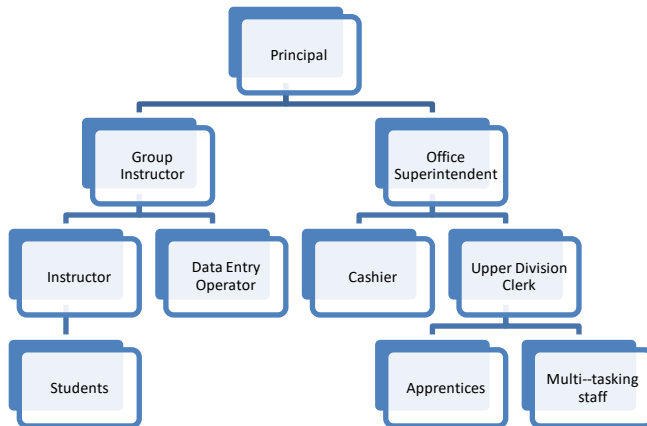 Principal
Group
Instructor
Office
Superintendent
Instructor
Data Entry
Operator
Cashier
Upper Division
Clerk
Students
Apprentices
Multi--tasking
staff